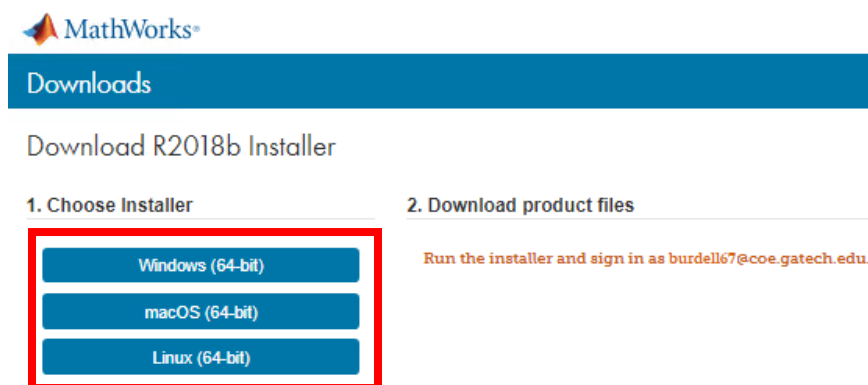 MathWorks®
Downloads
Download R2018b Installer
1. Choose Installer
Windows (64-bit)
macOS (64-bit)
Linux (64-bit)
2. Download product files
Run the installer and sign in as burdell67@coe.gatech.edu.